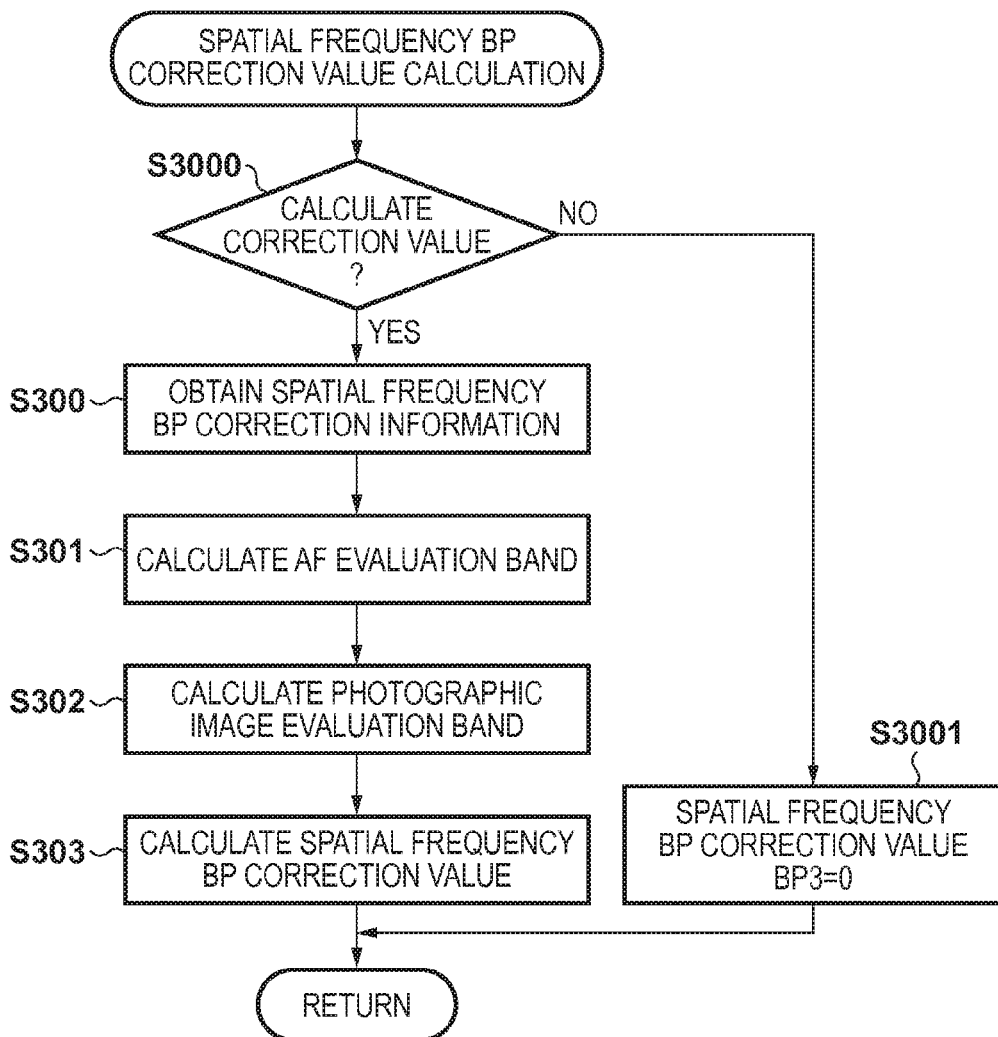 SPATIAL FREQUENCY BP
CORRECTION VALUE CALCULATION
S3000
CALCULATE
CORRECTION VALUE
?
NO
YES
S300
OBTAIN SPATIAL FREQUENCY
BP CORRECTION INFORMATION
S301
CALCULATE AF EVALUATION BAND
S302
CALCULATE PHOTOGRAPHIC
IMAGE EVALUATION BAND
S3001
S303
CALCULATE SPATIAL FREQUENCY
BP CORRECTION VALUE
SPATIAL FREQUENCY
BP CORRECTION VALUE
BP3=0
RETURN